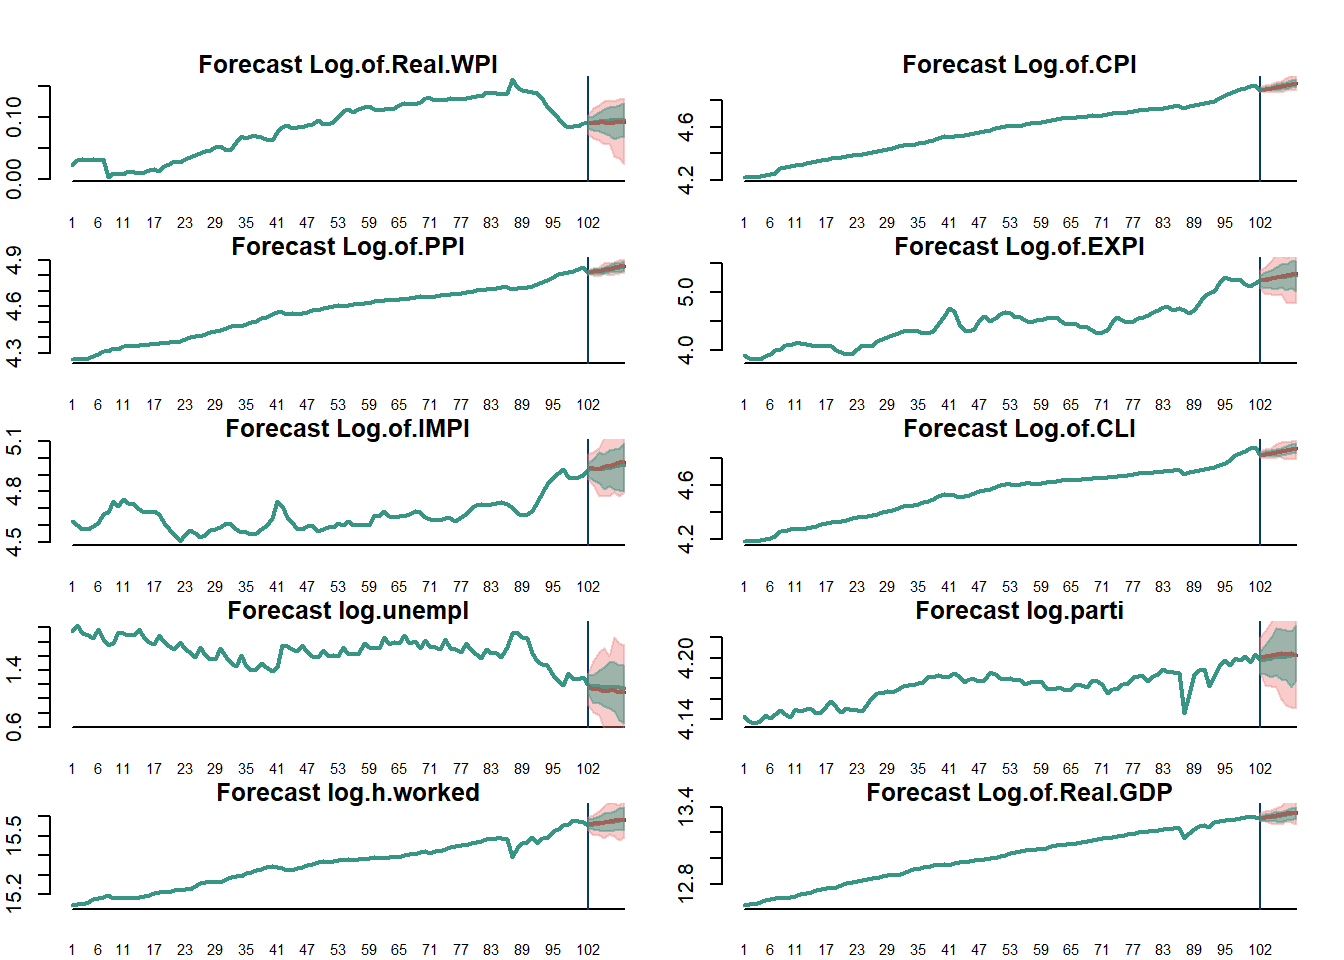 Forecast Log.of.Real.WPI
0.00 0.10
1 6 11 17 23 29 35 41 47 53 59 65 71 77 83 89 95 102
Forecast Log.of.CPI
4.2 4.6
1 6 11 17 23 29 35 41 47 53 59 65 71 77 83 89 95 102
Forecast Log.of.PPI
4.3 4.6 4.9
1 6 11 17 23 29 35 41 47 53 59 65 71 77 83 89 95 102
Forecast Log.of.EXPI
4.0 5.0
1 6 11 17 23 29 35 41 47 53 59 65 71 77 83 89 95 102
Forecast Log.of.IMPI
4.5 4.8 5.1
1 6 11 17 23 29 35 41 47 53 59 65 71 77 83 89 95 102
Forecast Log.of.CLI
4.2 4.6
1 6 11 17 23 29 35 41 47 53 59 65 71 77 83 89 95 102
Forecast log.unempl
0.6 1.4
1 6 11 17 23 29 35 41 47 53 59 65 71 77 83 89 95 102
Forecast log.parti
4.14 4.20
1 6 11 17 23 29 35 41 47 53 59 65 71 77 83 89 95 102
Forecast log.h.worked
15.2 15.5
1 6 11 17 23 29 35 41 47 53 59 65 71 77 83 89 95 102
Forecast Log.of.Real.GDP
12.8 13.4
1 6 11 17 23 29 35 41 47 53 59 65 71 77 83 89 95 102